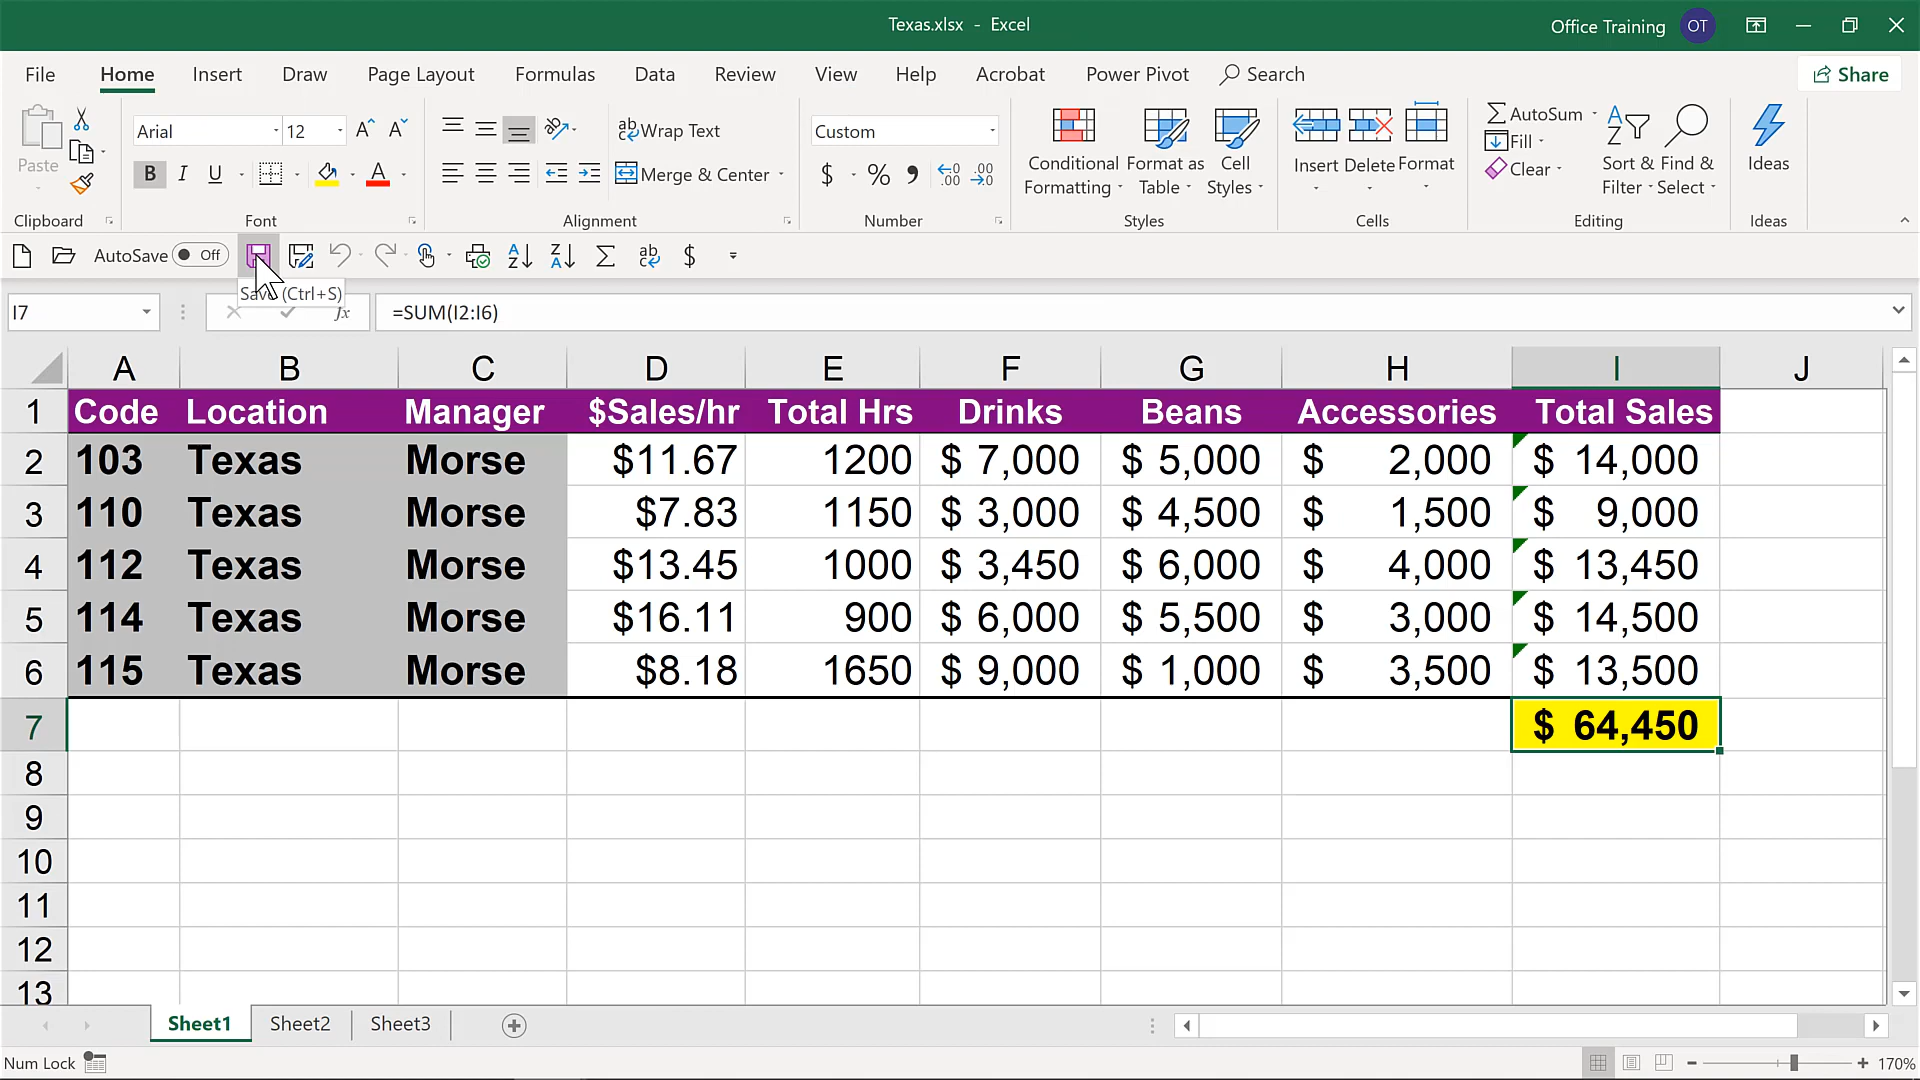 Texas.xlsx - Excel
Office Training OT
File Home Insert Draw Page Layout Formulas Data Review View Help Acrobat Power Pivot Search Share
Paste
Clipboard
Arial 12
B I U A
Font
Wrap Text
Merge & Center
Alignment
Custom
$ % , .00
Number
Conditional Formatting
Format as Table
Cell Styles
Styles
Insert Delete Format
Cells
AutoSum
Fill
Clear
Sort & Filter
Find & Select
Editing
Ideas
Ideas
AutoSave Off
Save (Ctrl+S)
I7 fx =SUM(I2:I6)
A B C D E F G H I J
1 Code Location Manager $Sales/hr Total Hrs Drinks Beans Accessories Total Sales
2 103 Texas Morse $11.67 1200 $ 7,000 $ 5,000 $ 2,000 $ 14,000
3 110 Texas Morse $7.83 1150 $ 3,000 $ 4,500 $ 1,500 $ 9,000
4 112 Texas Morse $13.45 1000 $ 3,450 $ 6,000 $ 4,000 $ 13,450
5 114 Texas Morse $16.11 900 $ 6,000 $ 5,500 $ 3,000 $ 14,500
6 115 Texas Morse $8.18 1650 $ 9,000 $ 1,000 $ 3,500 $ 13,500
7 $ 64,450
8
9
10
11
12
13
Sheet1 Sheet2 Sheet3
Num Lock
170%